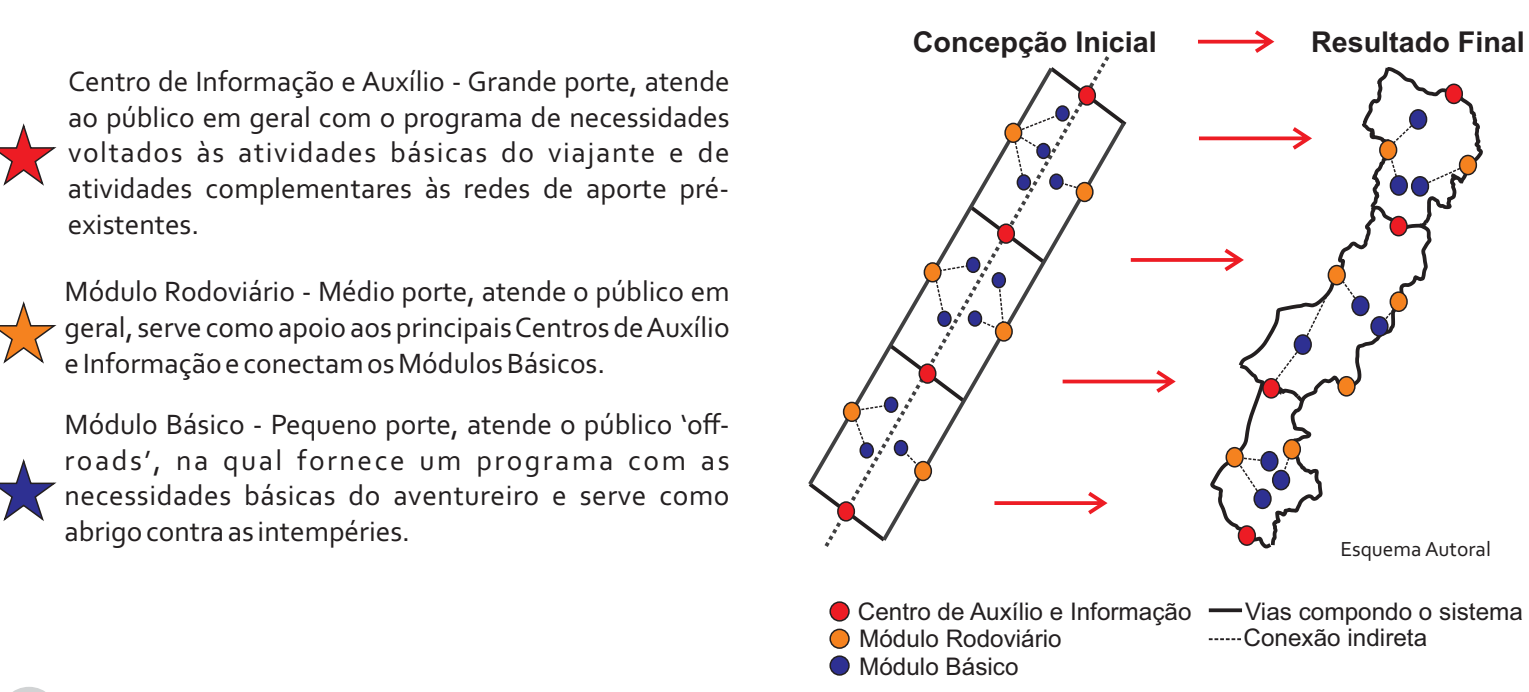 Centro de Informação e Auxílio - Grande porte, atende
ao público em geral com o programa de necessidades
voltados às atividades básicas do viajante e de
atividades complementares às redes de aporte pré-
existentes.
Módulo Rodoviário - Médio porte, atende o público em
geral, serve como apoio aos principais Centros de Auxílio
e Informação e conectam os Módulos Básicos.
Módulo Básico - Pequeno porte, atende o público ‘off-
roads’, na qual fornece um programa com as
necessidades básicas do aventureiro e serve como
abrigo contra as intempéries.
Concepção Inicial
Resultado Final
Esquema Autoral
Centro de Auxílio e Informação
Módulo Rodoviário
Módulo Básico
Vias compondo o sistema
Conexão indireta